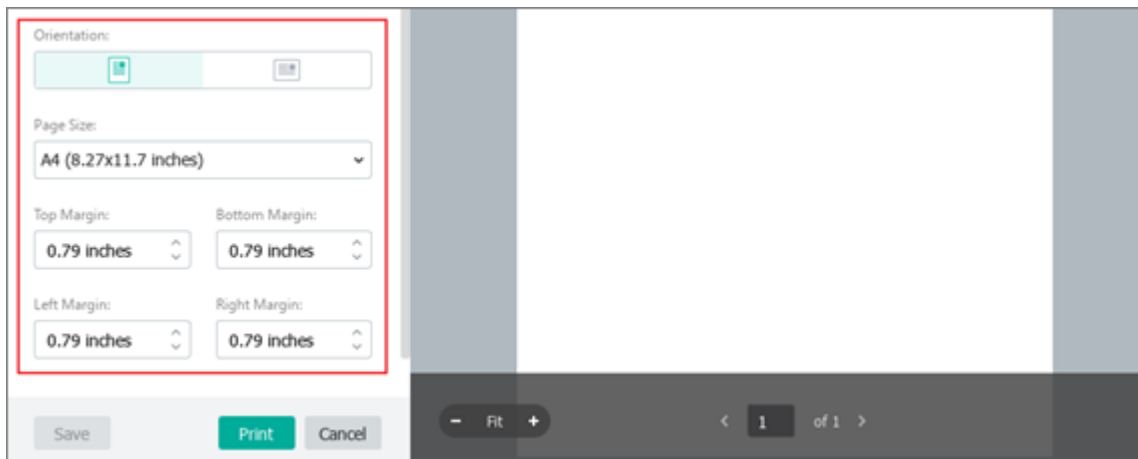 Orientation:
Page Size:
A4 (8.27x11.7 inches)
Top Margin: Bottom Margin:
0.79 inches 0.79 inches
Left Margin: Right Margin:
0.79 inches 0.79 inches
Save Print Cancel - Fit + < 1 of 1 >